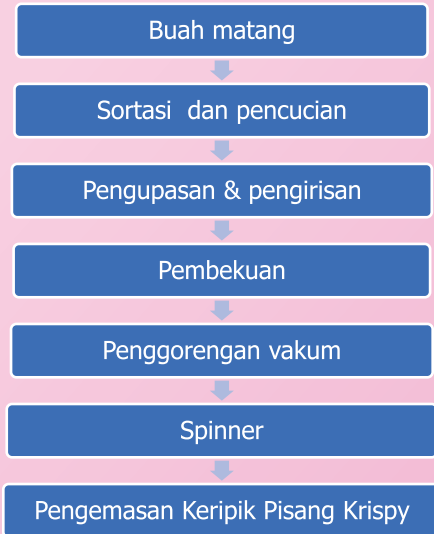 Buah matang
Sortasi  dan pencucian
Pengupasan & pengirisan
Pembekuan
Penggorengan vakum
Spinner
Pengemasan Keripik Pisang Krispy